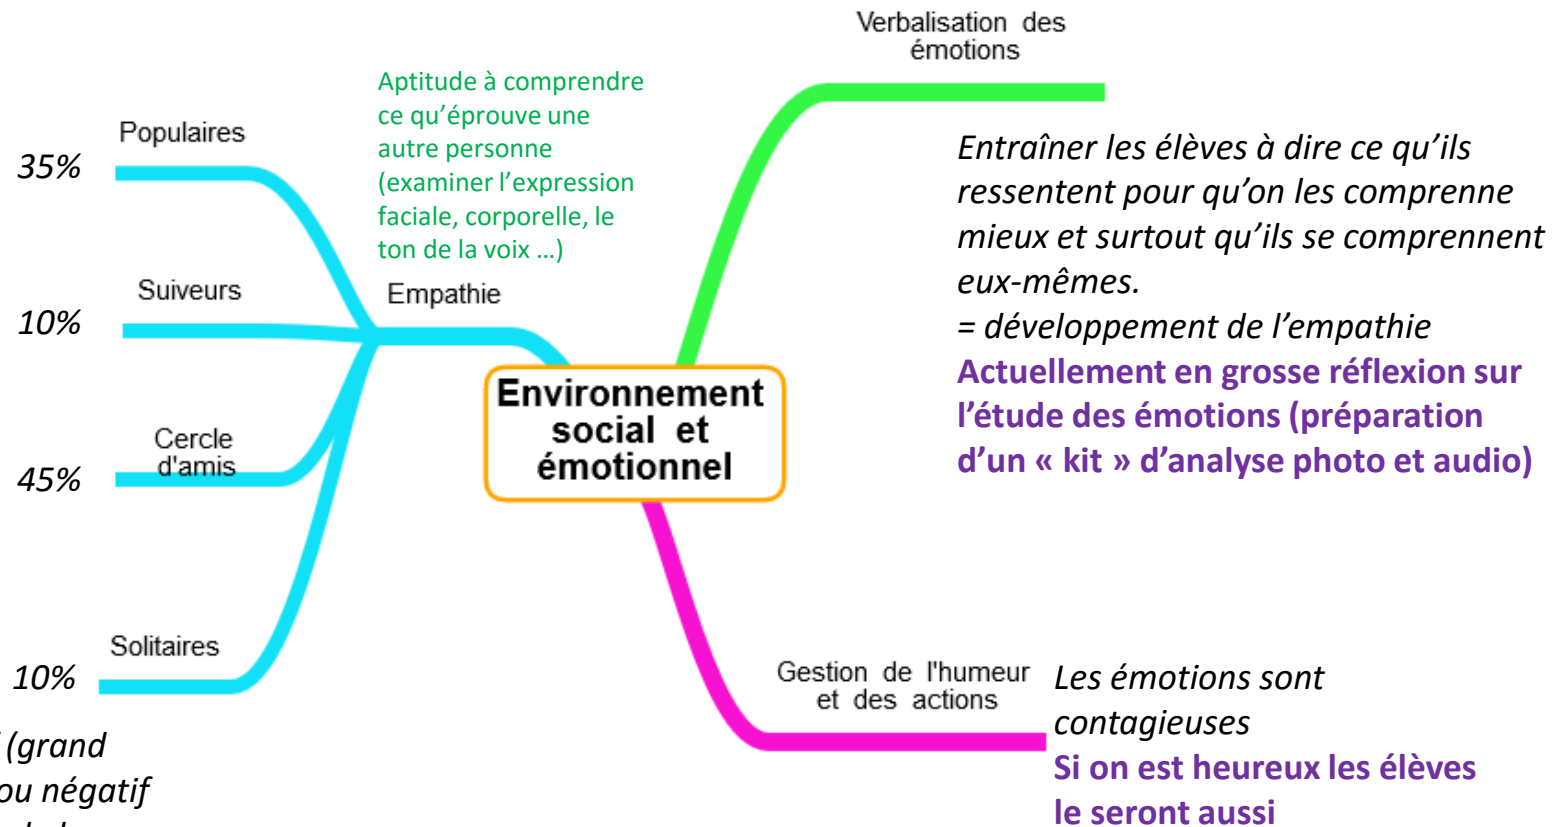 Verbalisation des
émotions
Aptitude à comprendre
ce qu’éprouve une
autre personne
(examiner l’expression
faciale, corporelle, le
ton de la voix …)
Populaires
35%
Entraîner les élèves à dire ce qu’ils
ressentent pour qu’on les comprenne
mieux et surtout qu’ils se comprennent
eux-mêmes.
= développement de l’empathie
Actuellement en grosse réflexion sur
l’étude des émotions (préparation
d’un « kit » d’analyse photo et audio)
Suiveurs
10%
Empathie
Environnement
social et
émotionnel
Cercle
d'amis
45%
Solitaires
10%
Gestion de l'humeur
et des actions
Les émotions sont
contagieuses
Si on est heureux les élèves
le seront aussi
(grand
ou négatif